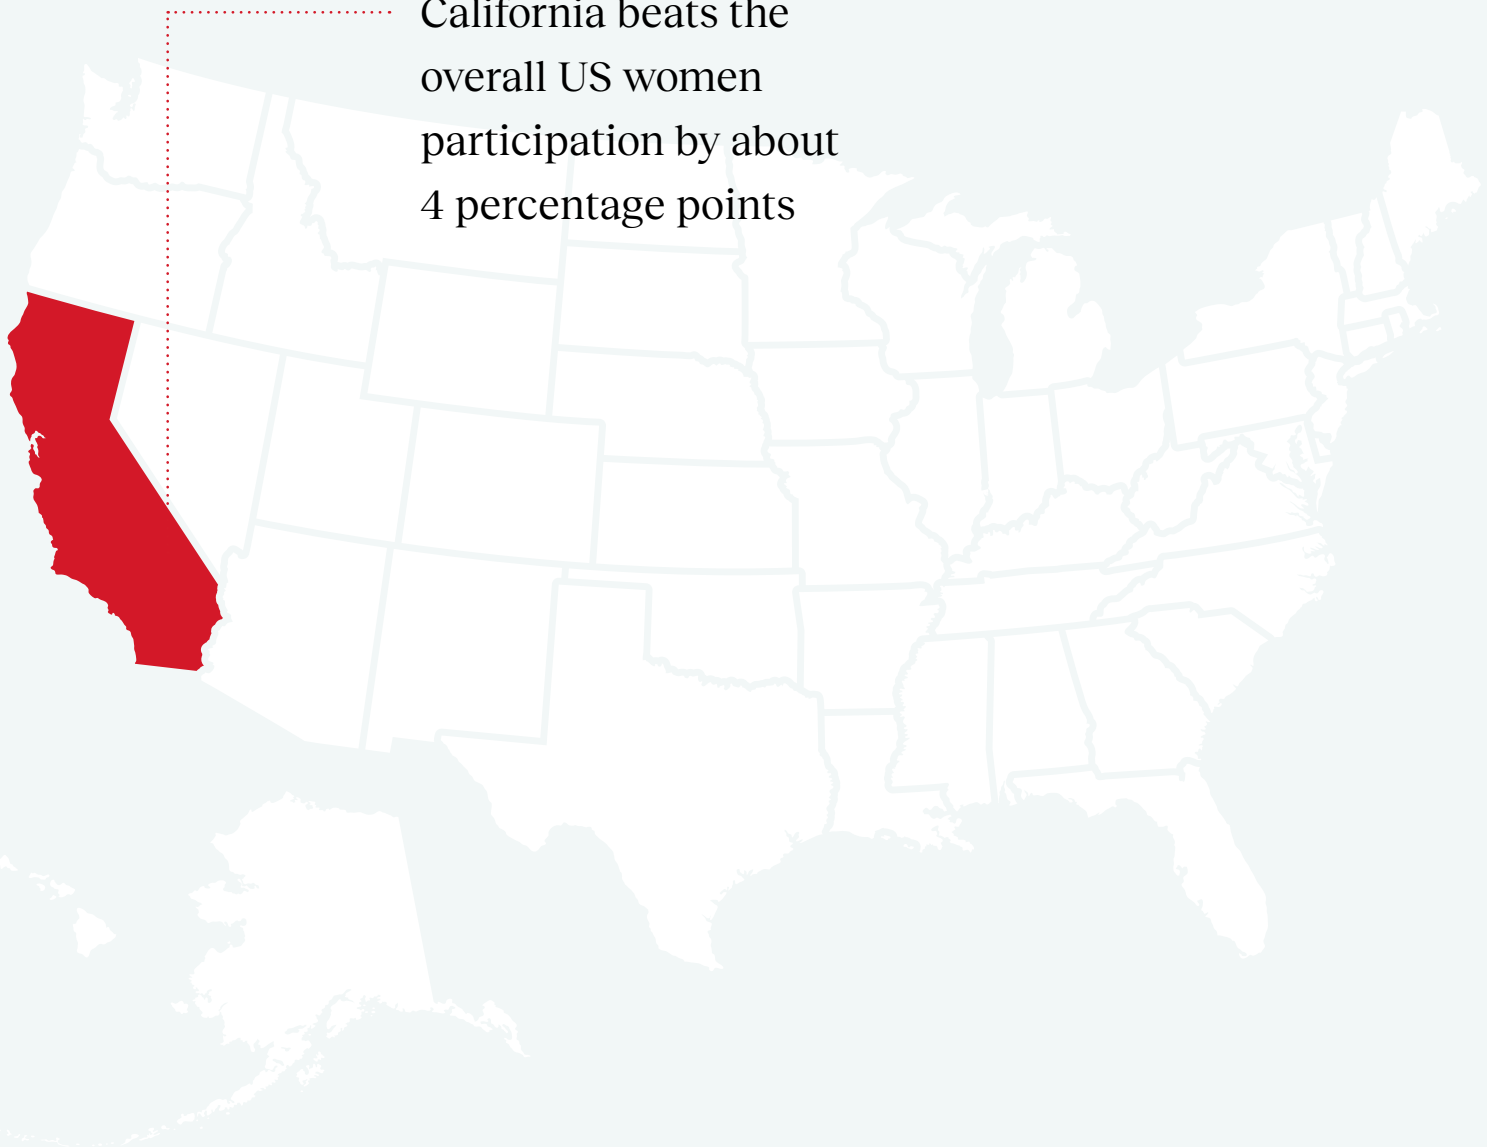 California beats the
overall US women
participation by about
4 percentage points